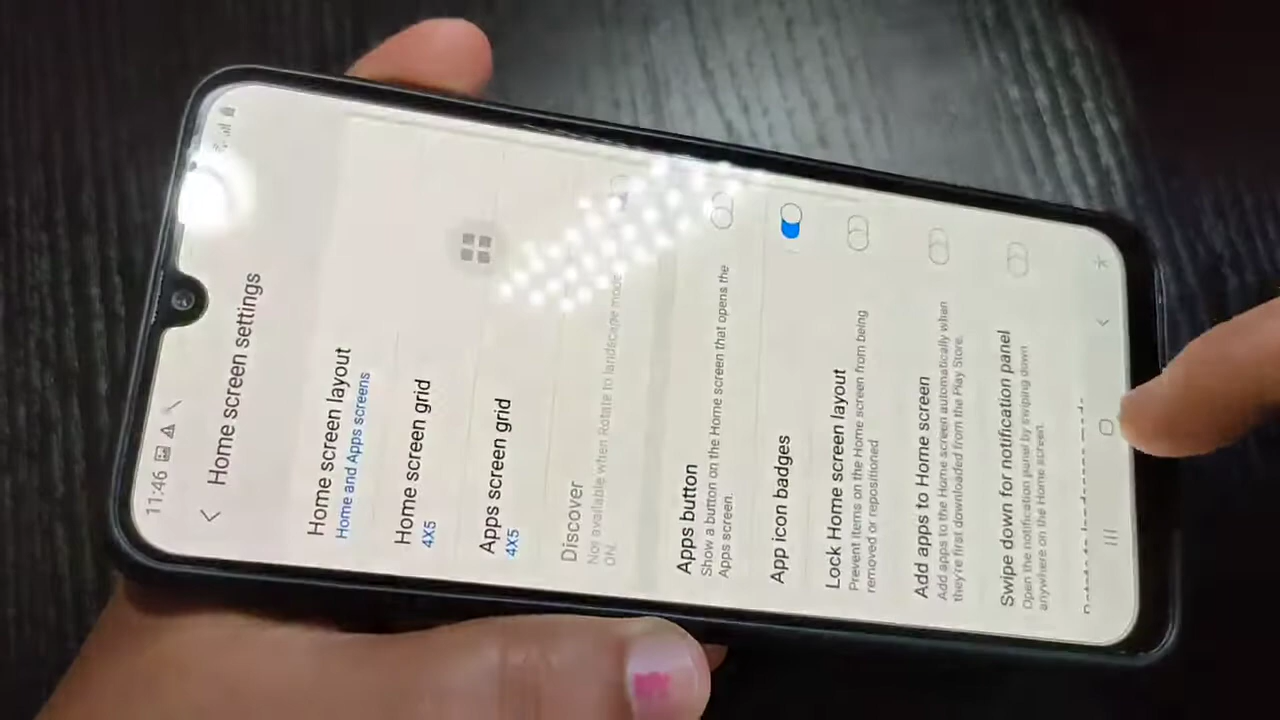 11:46
Home screen settings
Home screen layout
Home and Apps screens
Home screen grid
4X5
Apps screen grid
4X5
Discover
Not available when Rotate to landscape mode
ON.
Apps button
Show a button on the Home screen that opens the
Apps screen.
App icon badges
Lock Home screen layout
Prevent items on the Home screen from being
removed or repositioned
Add apps to Home screen
Add apps to the Home screen automatically when
they're first downloaded from the Play Store.
Swipe down for notification panel
Open the notification panel by swiping down
anywhere on the Home screen.